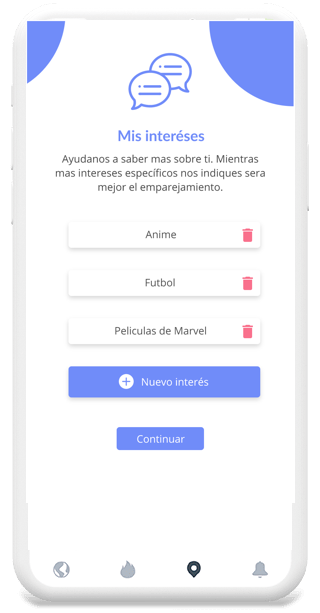 Mis interéses
Ayudanos a saber mas sobre ti. Mientras
mas intereses específicos nos indiques sera
mejor el emparejamiento.
Anime
Futbol
Peliculas de Marvel
Nuevo interés
Continuar